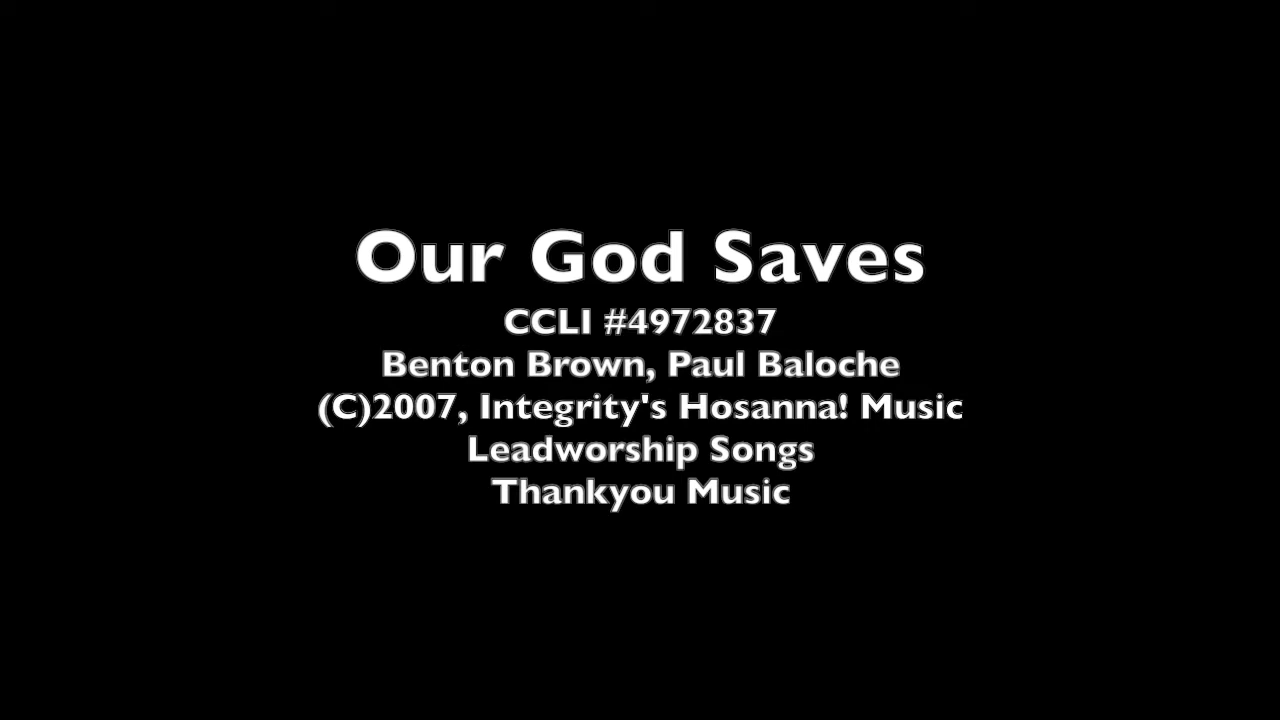 Our God Saves
CCLI #4972837
Benton Brown, Paul Baloche
(C)2007, Integrity's Hosanna! Music
Leadworship Songs
Thankyou Music